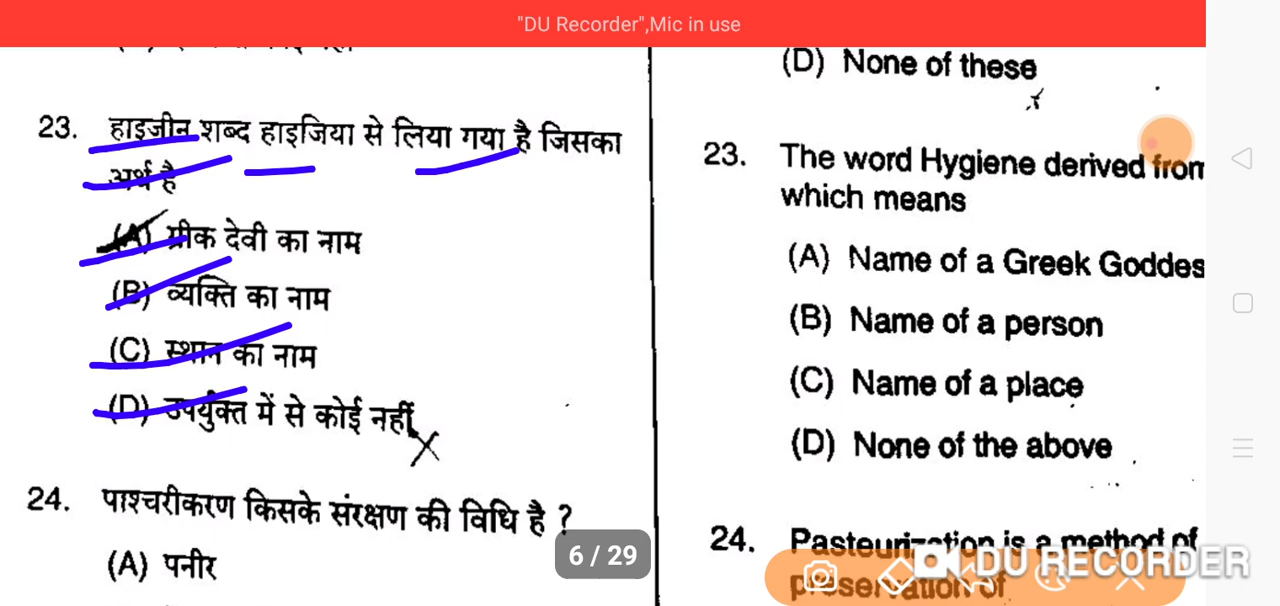 "DU Recorder",Mic in use
23. हाइजीन शब्द हाइजिया से लिया गया है जिसका
अर्थ है
(A) ग्रीक देवी का नाम
(B) व्यक्ति का नाम
(C) स्थान का नाम
(D) उपर्युक्त में से कोई नहीं
24. पाश्चरीकरण किसके संरक्षण की विधि है ?
(A) पनीर
(D) None of these
23. The word Hygiene derived from
which means
(A) Name of a Greek Goddes
(B) Name of a person
(C) Name of a place
(D) None of the above
24. Pasteurization is a method of
preservation of
6 / 29
DU RECORDER